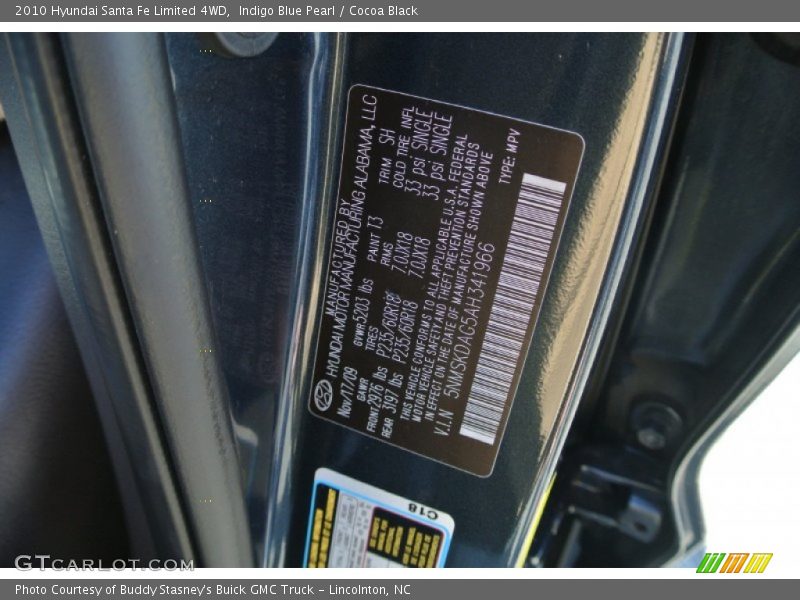 2010 Hyundai Santa Fe Limited 4WD,  Indigo Blue Pearl / Cocoa Black
MANUFACTURED BY
HYUNDAI MOTOR MANUFACTURING ALABAMA, LLC
Nov/17/09 GVWR 5203 lbs PAINT T3 TRIM SH
GAWR TIRES RIMS COLD TIRE INFL
FRONT 2976 lbs P235/60R18 7.0JX18 33 psi SINGLE
REAR 3397 lbs P235/60R18 7.0JX18 33 psi SINGLE
THIS VEHICLE CONFORMS TO ALL APPLICABLE U.S.A. FEDERAL
MOTOR VEHICLE SAFETY AND THEFT PREVENTION STANDARDS
IN EFFECT ON THE DATE OF MANUFACTURE SHOWN ABOVE
V.I.N 5NMSKDAG5AH341966 TYPE: MPV
C18
GTCARLOT.COM
Photo Courtesy of Buddy Stasney's Buick GMC Truck - Lincolnton, NC